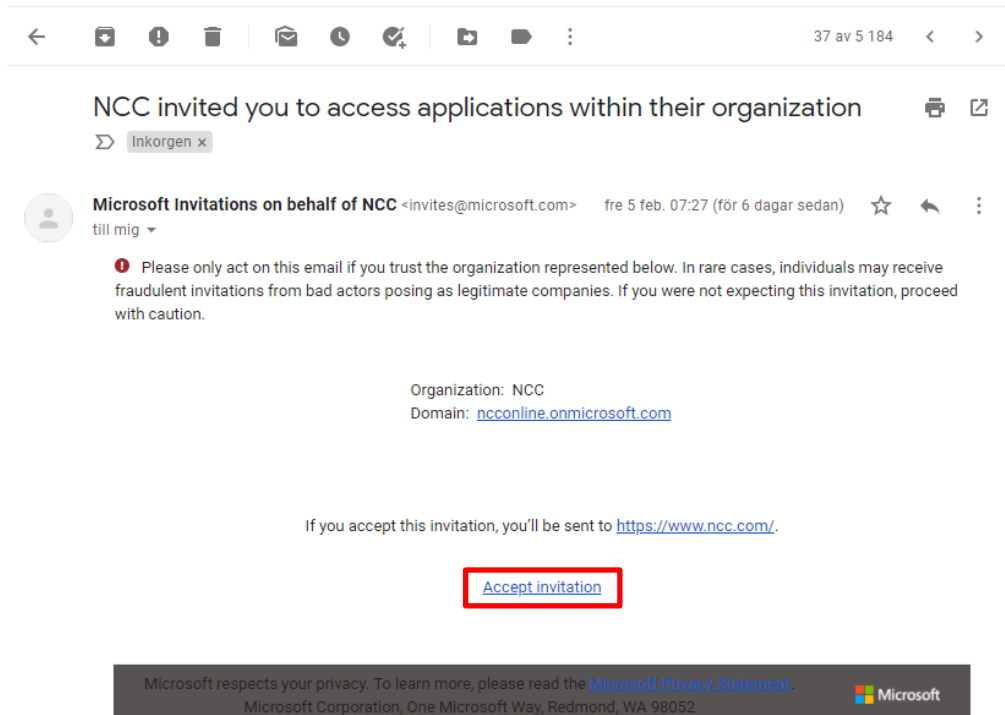 37 av 5 184
NCC invited you to access applications within their organization
Inkorgen x
Microsoft Invitations on behalf of NCC <invites@microsoft.com> fre 5 feb. 07:27 (för 6 dagar sedan)
till mig
Please only act on this email if you trust the organization represented below. In rare cases, individuals may receive
fraudulent invitations from bad actors posing as legitimate companies. If you were not expecting this invitation, proceed
with caution.
Organization: NCC
Domain: ncconline.onmicrosoft.com
If you accept this invitation, you'll be sent to https://www.ncc.com/.
Accept invitation
Microsoft respects your privacy. To learn more, please read the Microsoft Privacy Statement.
Microsoft Corporation, One Microsoft Way, Redmond, WA 98052
Microsoft